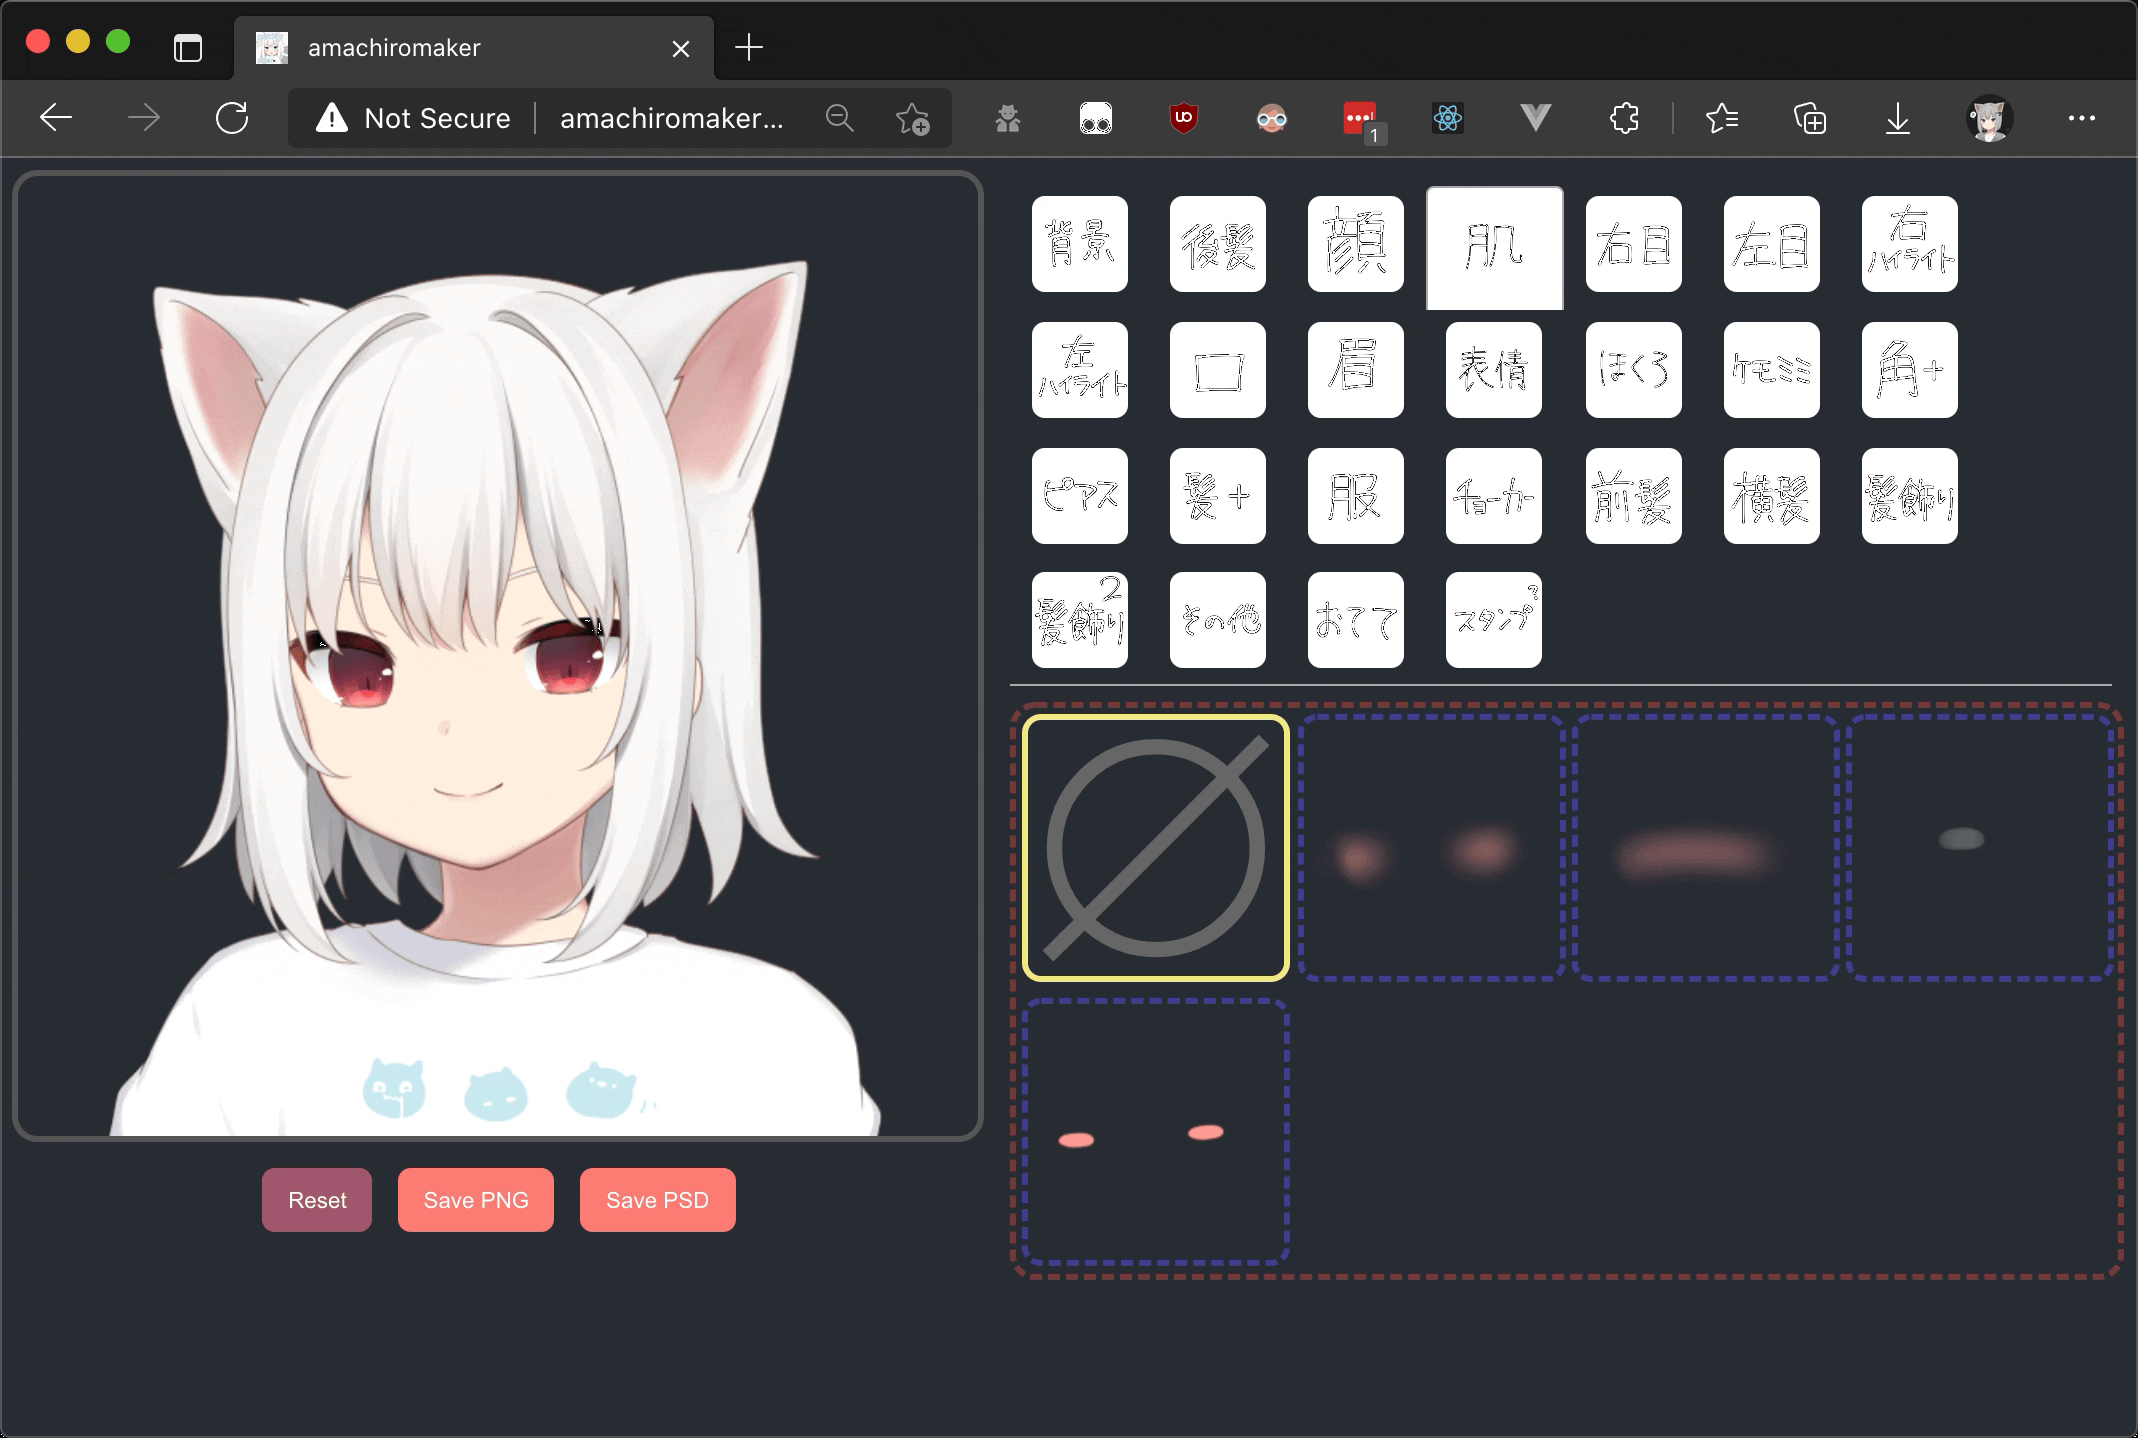 amachiromaker
Not Secure
amachiromaker...
UO
1
背景
後髪
顔
肌
右目
左目
右
ハイライト
左
ハイライト
口
眉
表情
ほくろ
ケモミミ
角+
ピアス
髪+
服
チョーカー
前髪
横髪
髪飾り
髪飾り2
その他
おてて
スタンプ?
Reset
Save PNG
Save PSD